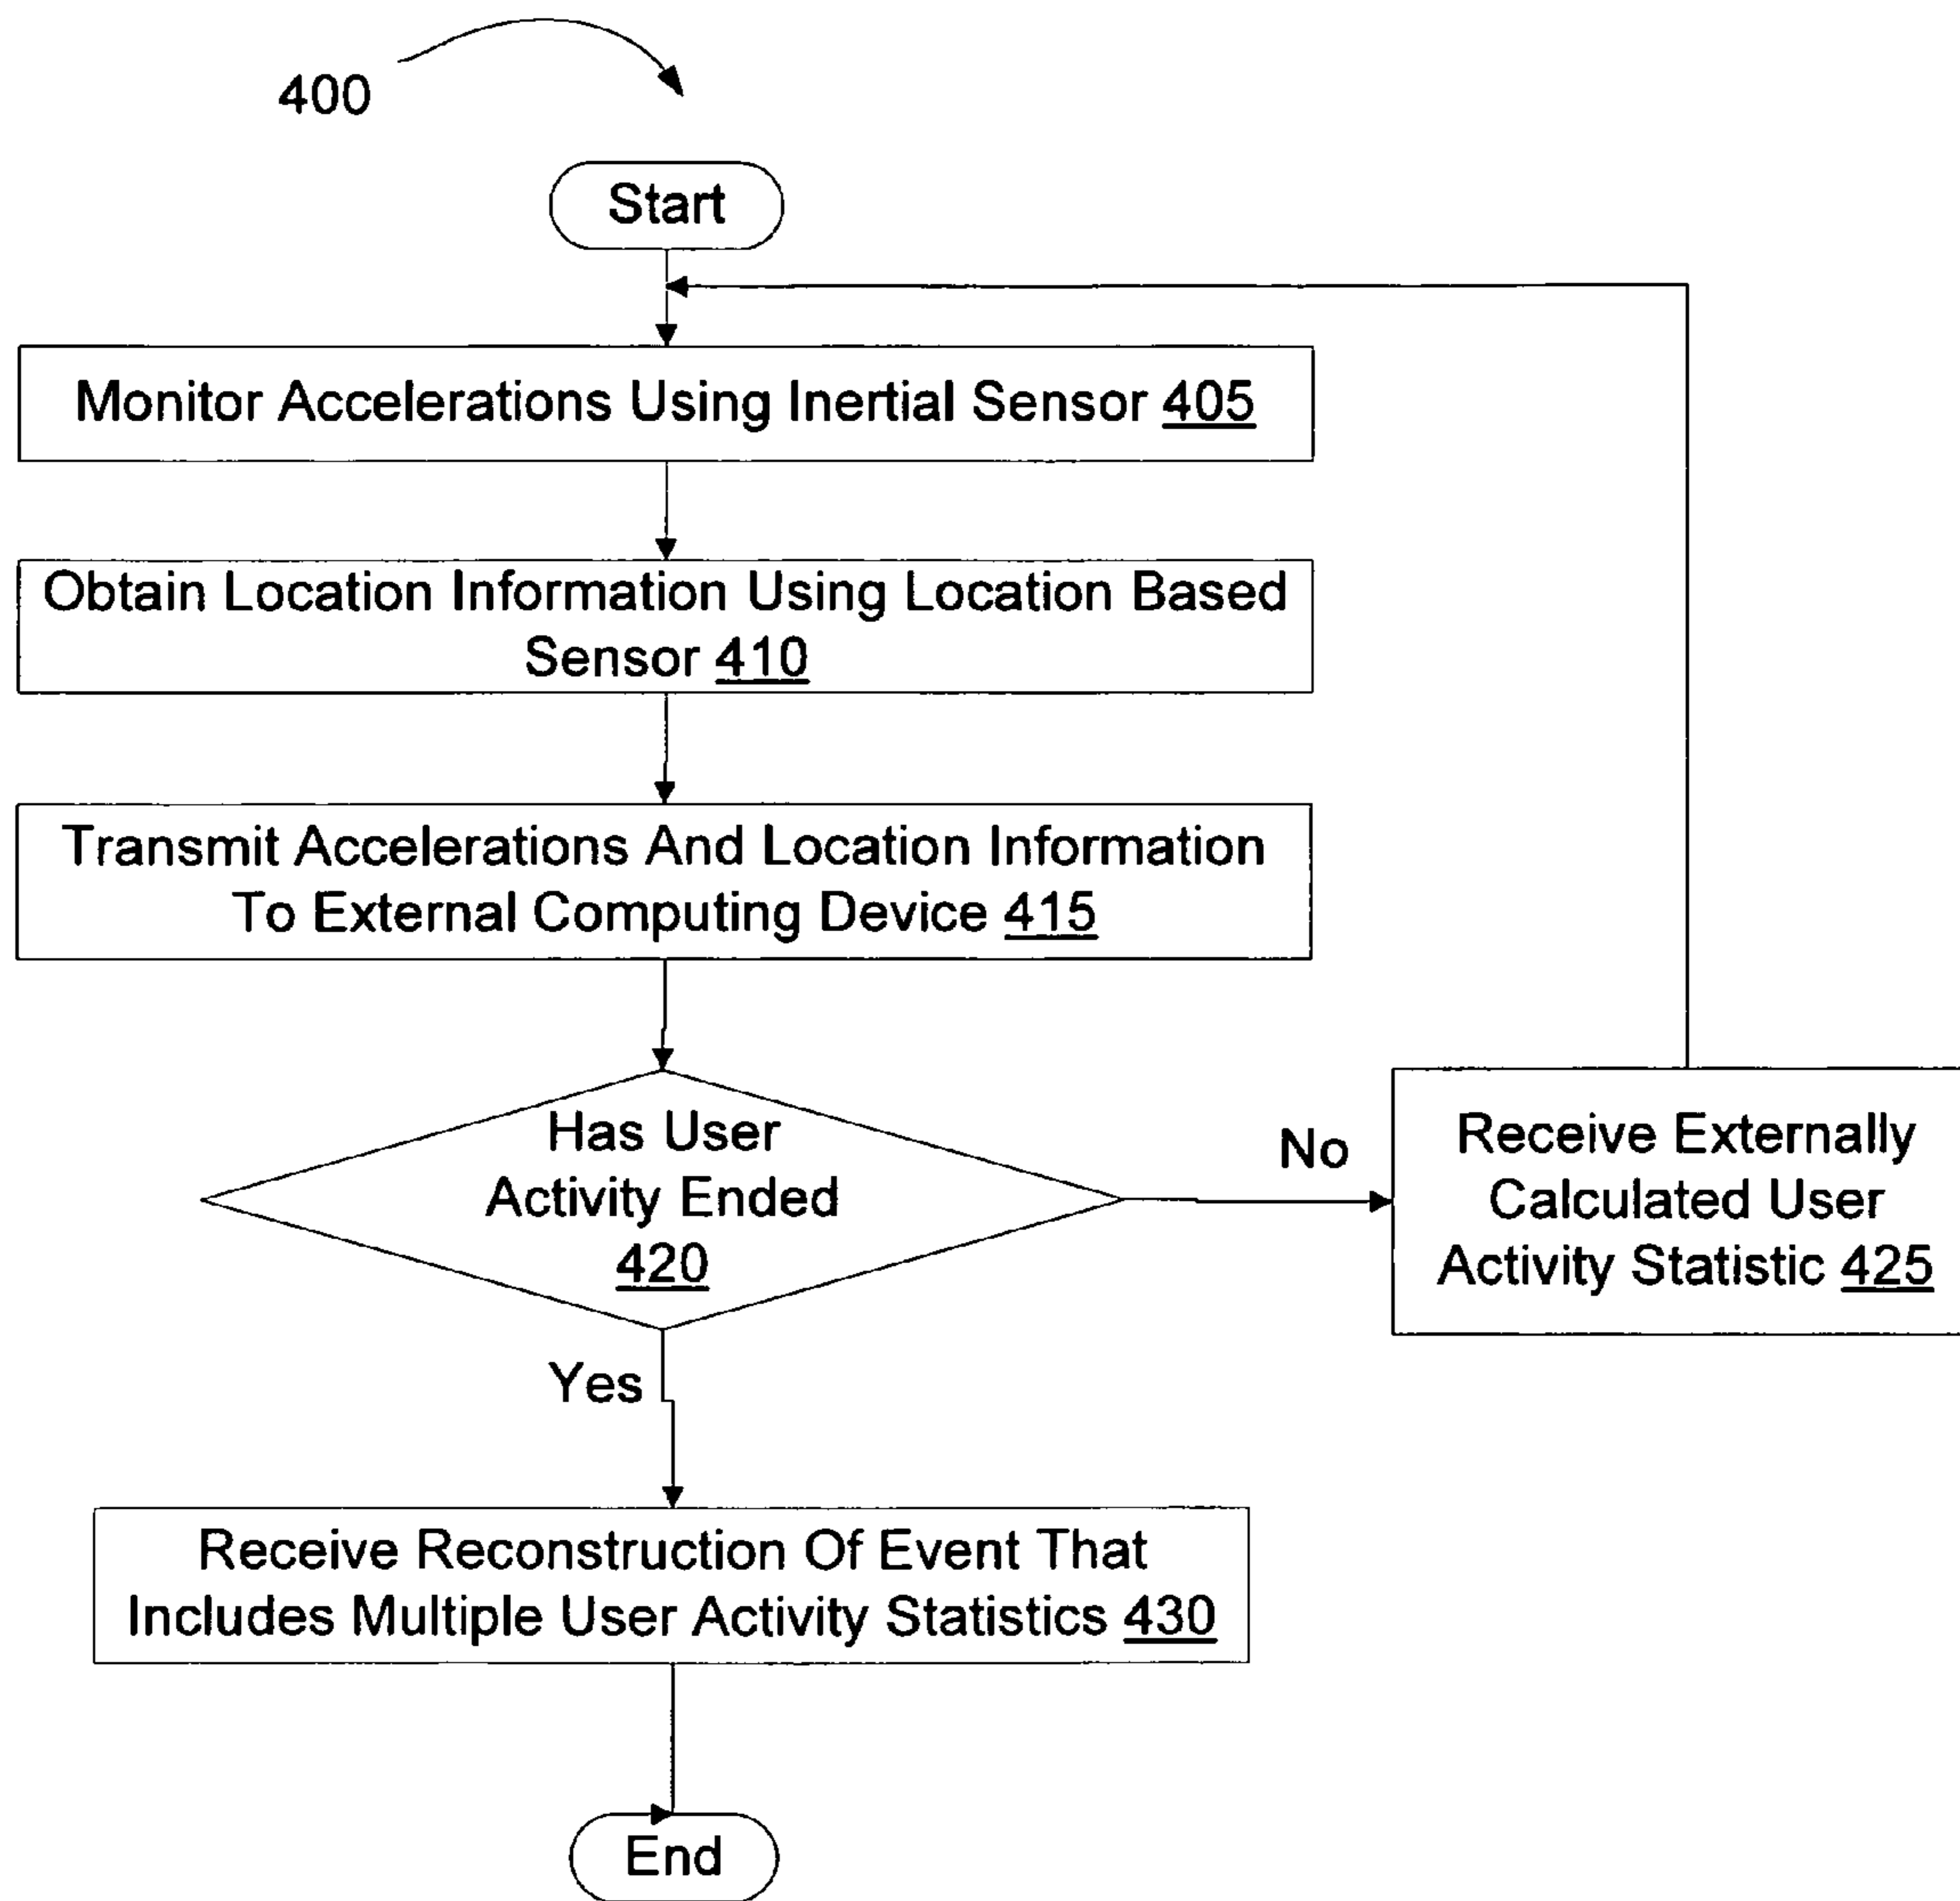 400
Start
Monitor Accelerations Using Inertial Sensor 405
Obtain Location Information Using Location Based
Sensor 410
Transmit Accelerations And Location Information
To External Computing Device 415
Has User
Activity Ended
420
No
Receive Externally
Calculated User
Activity Statistic 425
Yes
Receive Reconstruction Of Event That
Includes Multiple User Activity Statistics 430
End